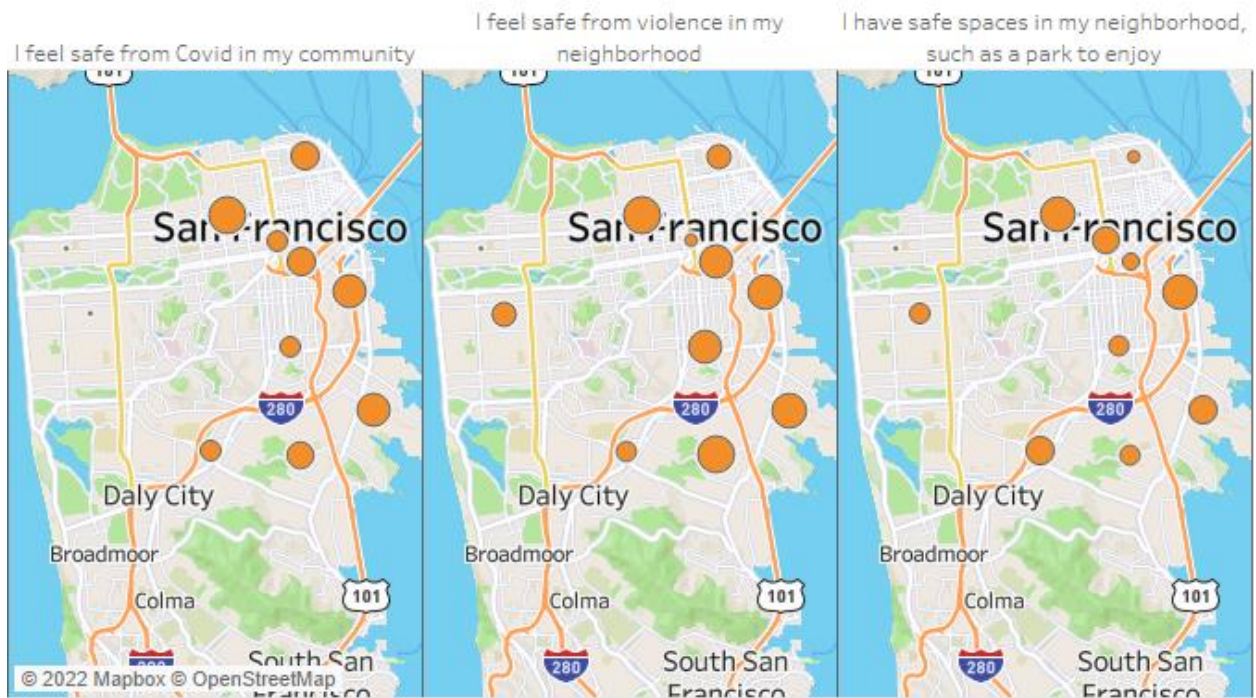 I feel safe from Covid in my community
I feel safe from violence in my
neighborhood
I have safe spaces in my neighborhood,
such as a park to enjoy
101
San Francisco
280
Daly City
Broadmoor
Colma
101
280
South San
Francisco
© 2022 Mapbox © OpenStreetMap
101
San Francisco
280
Daly City
Broadmoor
Colma
101
280
South San
Francisco
101
San Francisco
280
Daly City
Broadmoor
Colma
101
280
South San
Francisco